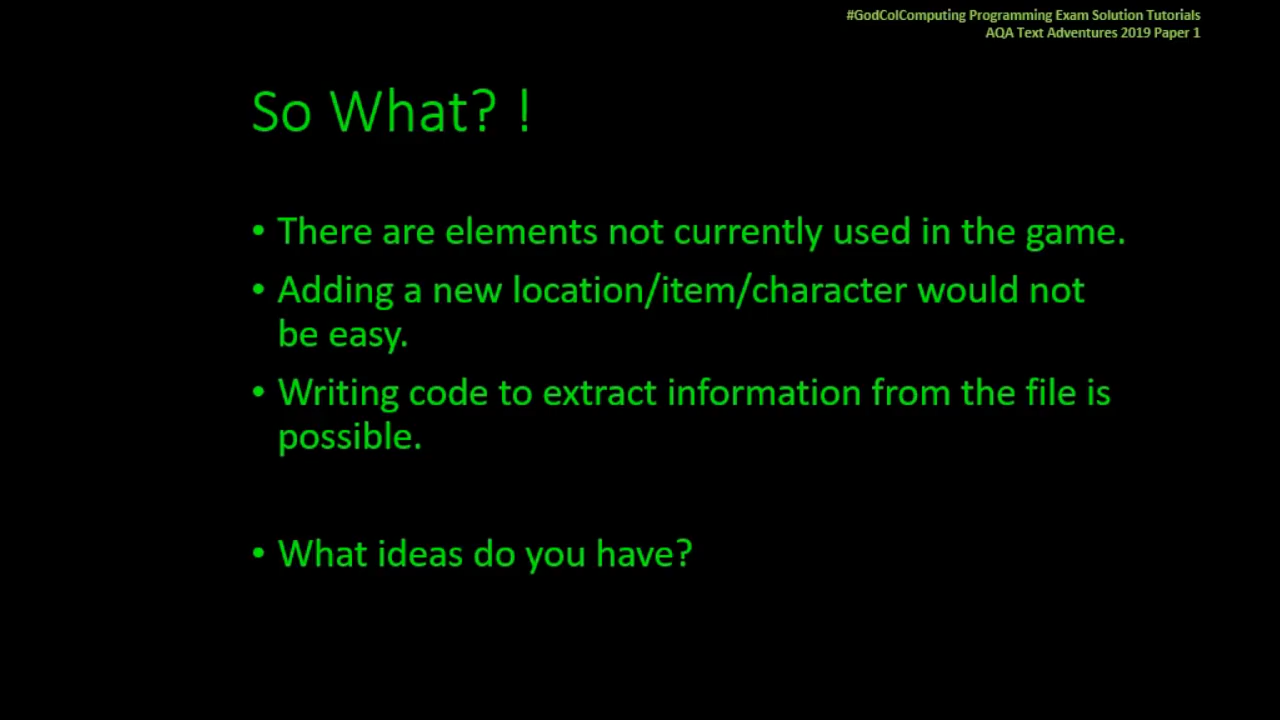 #GodColComputing Programming Exam Solution Tutorials
AQA Text Adventures 2019 Paper 1
So What? !
• There are elements not currently used in the game.
• Adding a new location/item/character would not
be easy.
• Writing code to extract information from the file is
possible.
• What ideas do you have?